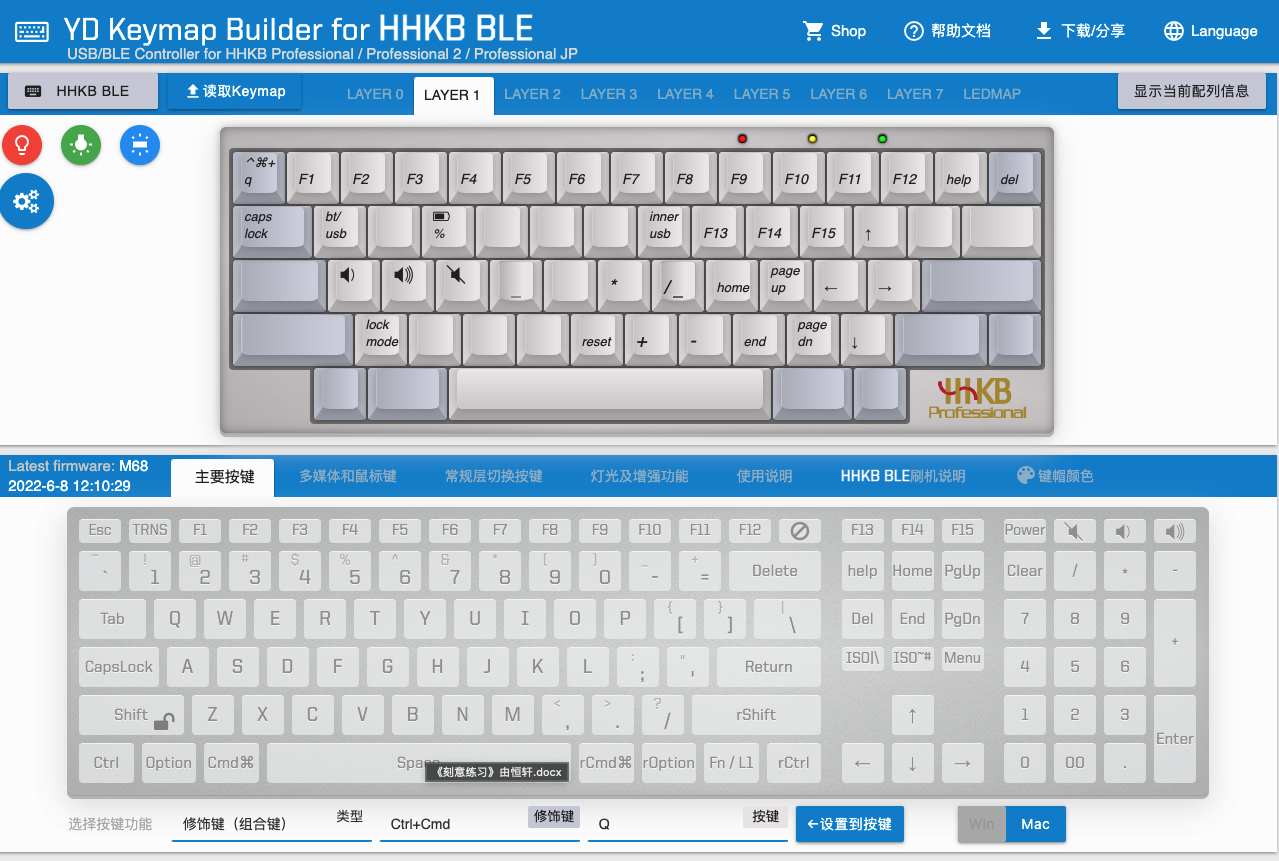 YD Keymap Builder for HHKB BLE
USB/BLE Controller for HHKB Professional / Professional 2 / Professional JP
Shop
帮助文档
下载/分享
Language
HHKB BLE
读取Keymap
LAYER 0
LAYER 1
LAYER 2
LAYER 3
LAYER 4
LAYER 5
LAYER 6
LAYER 7
LEDMAP
显示当前配列信息
^⌘+
q
F1
F2
F3
F4
F5
F6
F7
F8
F9
F10
F11
F12
help
del
caps
lock
bt/
usb
%
inner
usb
F13
F14
F15
↑
_
*
/_
home
page
up
←
→
lock
mode
reset
+
-
end
page
dn
↓
HHKB
Professional
Latest firmware: M68
2022-6-8 12:10:29
主要按键
多媒体和鼠标键
常规层切换按键
灯光及增强功能
使用说明
HHKB BLE刷机说明
键帽颜色
Esc
TRNS
F1
F2
F3
F4
F5
F6
F7
F8
F9
F10
F11
F12
F13
F14
F15
Power
~
`
!
1
@
2
#
3
$
4
%
5
^
6
&
7
*
8
(
9
)
0
_
-
+
=
Delete
help
Home
PgUp
Clear
/
*
-
Tab
Q
W
E
R
T
Y
U
I
O
P
{
[
}
]
|
\
Del
End
PgDn
7
8
9
+
CapsLock
A
S
D
F
G
H
J
K
L
:
;
"
'
Return
ISO|\
ISO~#
Menu
4
5
6
Shift
Z
X
C
V
B
N
M
<
,
>
.
?
/
rShift
↑
1
2
3
Enter
Ctrl
Option
Cmd⌘
Space
rCmd⌘
rOption
Fn / L1
rCtrl
←
↓
→
0
00
.
《刻意练习》由恒轩.docx
选择按键功能
修饰键（组合键）
类型
Ctrl+Cmd
修饰键
Q
按键
←设置到按键
Win
Mac